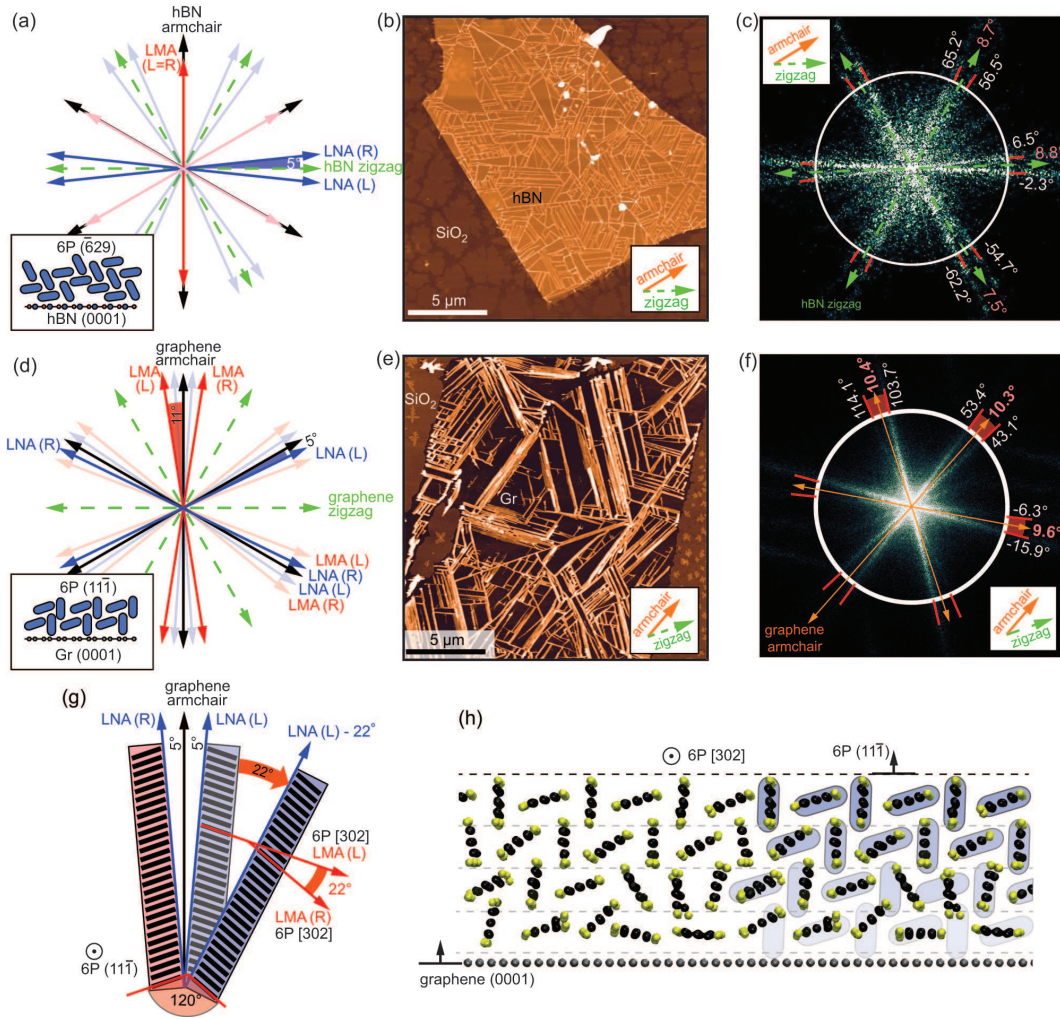 (a)
hBN
armchair
LMA
(L=R)
LNA (R)
5°
hBN zigzag
LNA (L)
6P (6̅29)
hBN (0001)
(b)
hBN
SiO₂
5 µm
armchair
zigzag
(c)
armchair
zigzag
65.2°
8.7°
56.5°
6.5°
8.8°
-2.3°
-54.7°
7.5°
-62.2°
hBN zigzag
(d)
graphene
armchair
LMA
(L)
LMA
(R)
11°
5°
LNA (R)
LNA (L)
graphene
zigzag
LMA (L)
LNA (R)
LNA (L)
LMA (R)
6P (111̅)
Gr (0001)
(e)
SiO₂
Gr
5 µm
armchair
zigzag
(f)
114.1°
10.4°
103.7°
53.4°
10.3°
43.1°
-6.3°
9.6°
-15.9°
graphene
armchair
armchair
zigzag
(g)
graphene
armchair
LNA (R)
LNA (L)
LNA (L) - 22°
5°
5°
22°
6P [302]
LMA (L)
22°
LMA (R)
6P [302]
6P (111̅)
120°
(h)
6P [302]
6P (111̅)
graphene (0001)